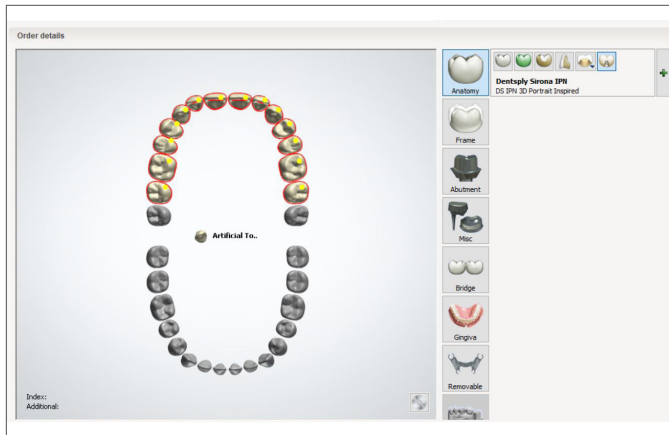 Order details
Anatomy
Dentsply Sirona IPN
DS IPN 3D Portrait Inspired
Frame
Abutment
Artificial To..
Misc
Bridge
Gingiva
Removable
Index:
Additional: